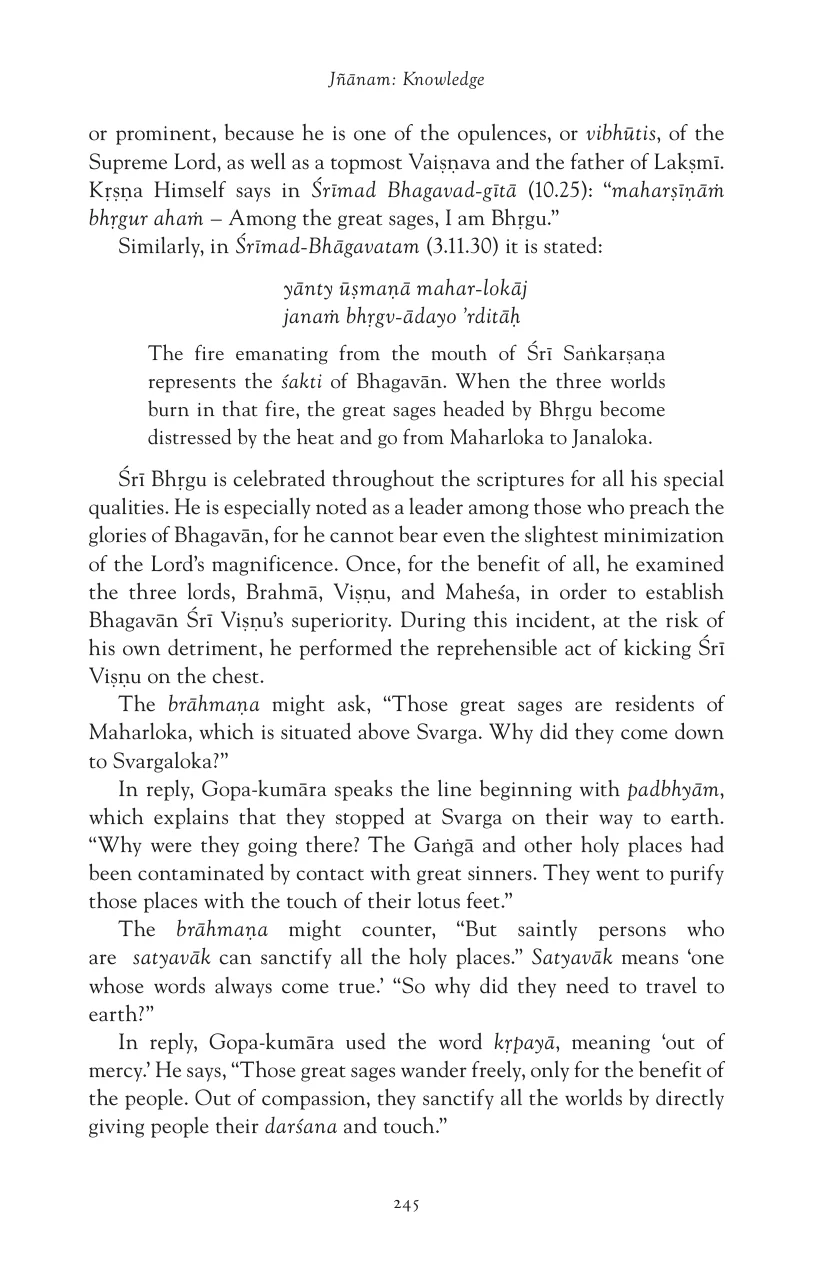 Jñānam: Knowledge
or prominent, because he is one of the opulences, or vibhūtis, of the
Supreme Lord, as well as a topmost Vaiṣṇava and the father of Lakṣmī.
Kṛṣṇa Himself says in Śrīmad Bhagavad-gītā (10.25): “maharṣīṇāṁ
bhṛgur ahaṁ – Among the great sages, I am Bhṛgu.”
Similarly, in Śrīmad-Bhāgavatam (3.11.30) it is stated:
yānty ūṣmaṇā mahar-lokāj
janaṁ bhṛgv-ādayo ’rditāḥ
The fire emanating from the mouth of Śrī Saṅkarṣaṇa
represents the śakti of Bhagavān. When the three worlds
burn in that fire, the great sages headed by Bhṛgu become
distressed by the heat and go from Maharloka to Janaloka.
Śrī Bhṛgu is celebrated throughout the scriptures for all his special
qualities. He is especially noted as a leader among those who preach the
glories of Bhagavān, for he cannot bear even the slightest minimization
of the Lord’s magnificence. Once, for the benefit of all, he examined
the three lords, Brahmā, Viṣṇu, and Maheśa, in order to establish
Bhagavān Śrī Viṣṇu’s superiority. During this incident, at the risk of
his own detriment, he performed the reprehensible act of kicking Śrī
Viṣṇu on the chest.
The brāhmaṇa might ask, “Those great sages are residents of
Maharloka, which is situated above Svarga. Why did they come down
to Svargaloka?”
In reply, Gopa-kumāra speaks the line beginning with padbhyām,
which explains that they stopped at Svarga on their way to earth.
“Why were they going there? The Gaṅgā and other holy places had
been contaminated by contact with great sinners. They went to purify
those places with the touch of their lotus feet.”
The brāhmaṇa might counter, “But saintly persons who
are satyavāk can sanctify all the holy places.” Satyavāk means ‘one
whose words always come true.’ “So why did they need to travel to
earth?”
In reply, Gopa-kumāra used the word kṛpayā, meaning ‘out of
mercy.’ He says, “Those great sages wander freely, only for the benefit of
the people. Out of compassion, they sanctify all the worlds by directly
giving people their darśana and touch.”
245